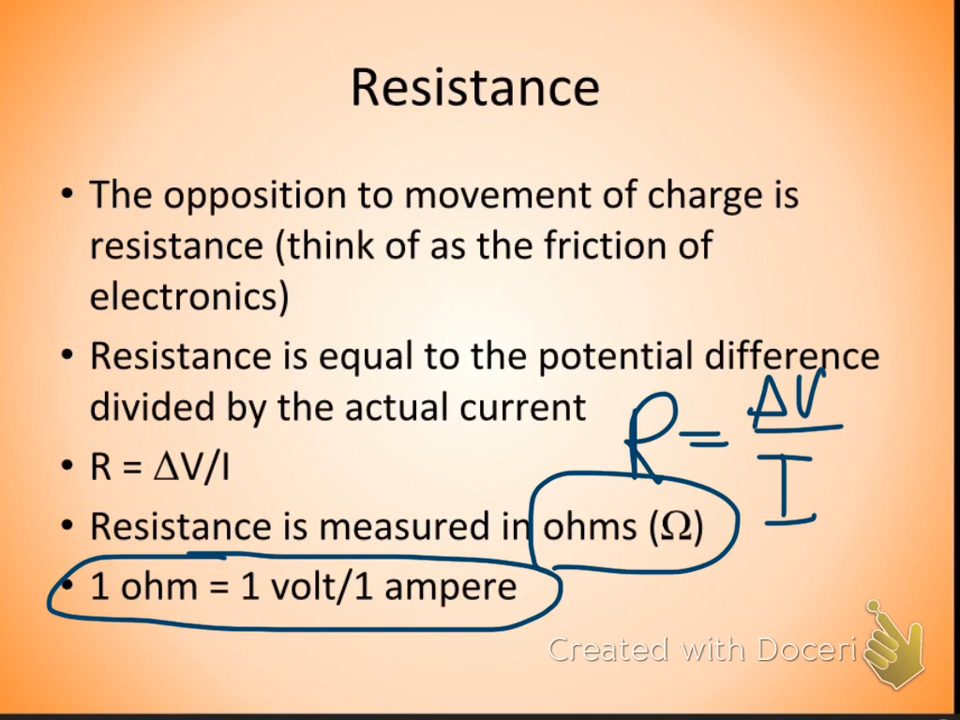 Resistance
• The opposition to movement of charge is
resistance (think of as the friction of
electronics)
• Resistance is equal to the potential difference
divided by the actual current
R = ΔV
I
• R = ΔV/I
• Resistance is measured in ohms (Ω)
• 1 ohm = 1 volt/1 ampere
Created with Doceri